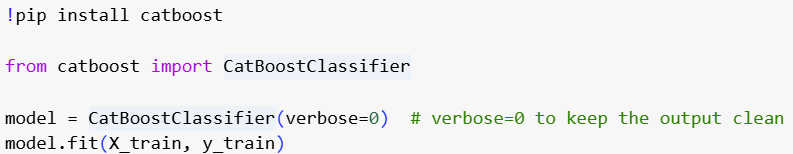 !pip install catboost
from catboost import CatBoostClassifier
model = CatBoostClassifier(verbose=0)  # verbose=0 to keep the output clean
model.fit(X_train, y_train)